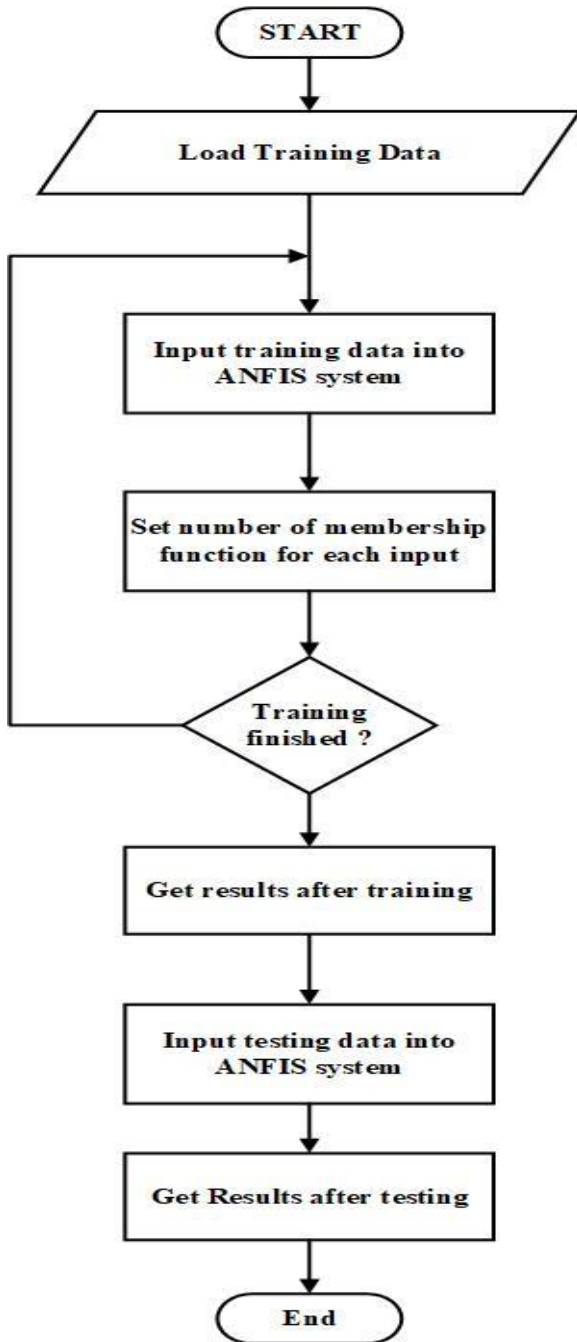 START
Load Training Data
Input training data into
ANFIS system
Set number of membership
function for each input
Training
finished ?
Get results after training
Input testing data into
ANFIS system
Get Results after testing
End